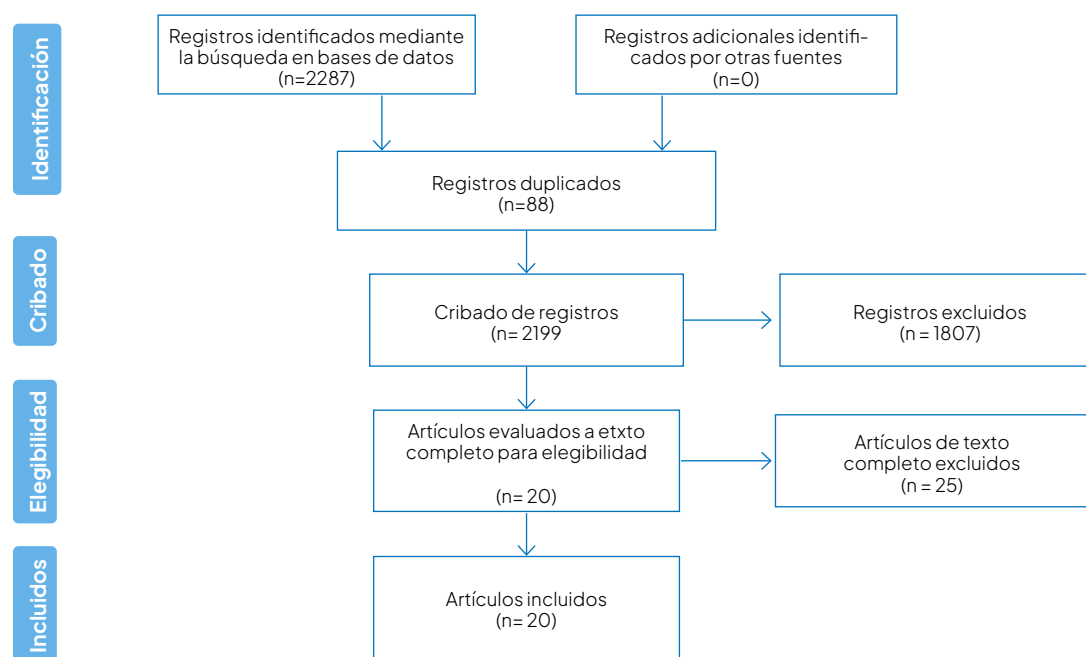 Identificación
Registros identificados mediante
la búsqueda en bases de datos
(n=2287)
Registros adicionales identifi-
cados por otras fuentes
(n=0)
Registros duplicados
(n=88)
Cribado
Cribado de registros
(n= 2199
Registros excluidos
(n = 1807)
Elegibilidad
Artículos evaluados a etxto
completo para elegibilidad
(n= 20)
Artículos de texto
completo excluidos
(n = 25)
Incluidos
Artículos incluidos
(n= 20)